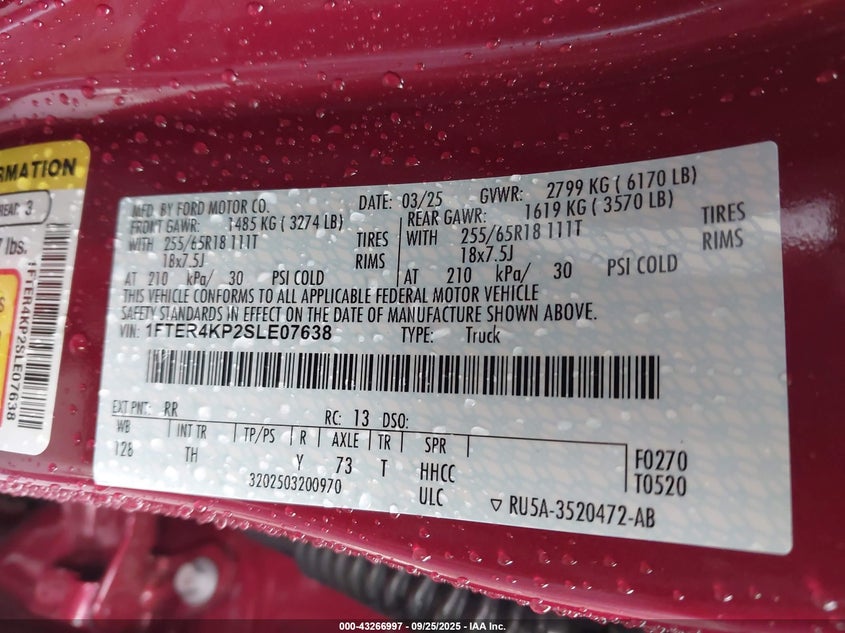 RMATION
HEAD 3
7 lbs.
1FTER4KP2SLE07638
MFD. BY FORD MOTOR CO.
DATE: 03/25
GVWR: 2799 KG ( 6170 LB)
FRONT GAWR: 1485 KG ( 3274 LB)
WITH 255/65R18 111T TIRES
18x7.5J RIMS
AT 210 kPa/ 30 PSI COLD
REAR GAWR: 1619 KG ( 3570 LB)
WITH 255/65R18 111T TIRES
18x7.5J RIMS
AT 210 kPa/ 30 PSI COLD
THIS VEHICLE CONFORMS TO ALL APPLICABLE FEDERAL MOTOR VEHICLE
SAFETY STANDARDS IN EFFECT ON THE DATE OF MANUFACTURE SHOWN ABOVE.
VIN: 1FTER4KP2SLE07638 TYPE: Truck
EXT PNT: RR RC: 13 DSO:
WB INT TR TP/PS R AXLE TR SPR
128 TH Y 73 T HHCC
ULC
3202503200970
F0270
T0520
RU5A-3520472-AB
000-43266997 - 09/25/2025 - IAA Inc.